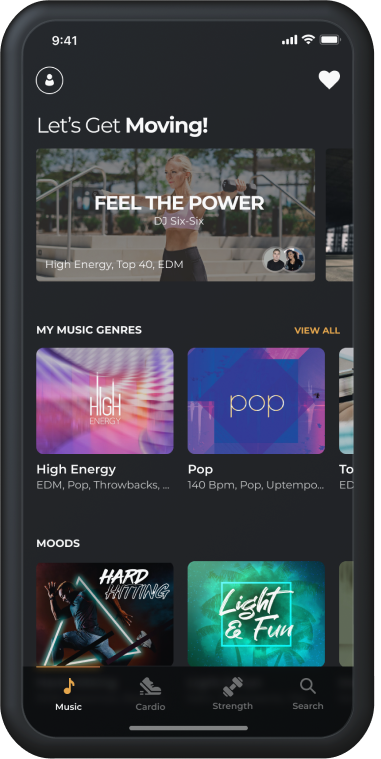 9:41
Let's Get Moving!
FEEL THE POWER
DJ Six-Six
High Energy, Top 40, EDM
MY MUSIC GENRES
VIEW ALL
HIGH
ENERGY
pop
High Energy
Pop
To
EDM, Pop, Throwbacks, ...
140 Bpm, Pop, Uptempo...
ED
MOODS
HARD
HITTING
Light
& Fun
Music
Cardio
Strength
Search